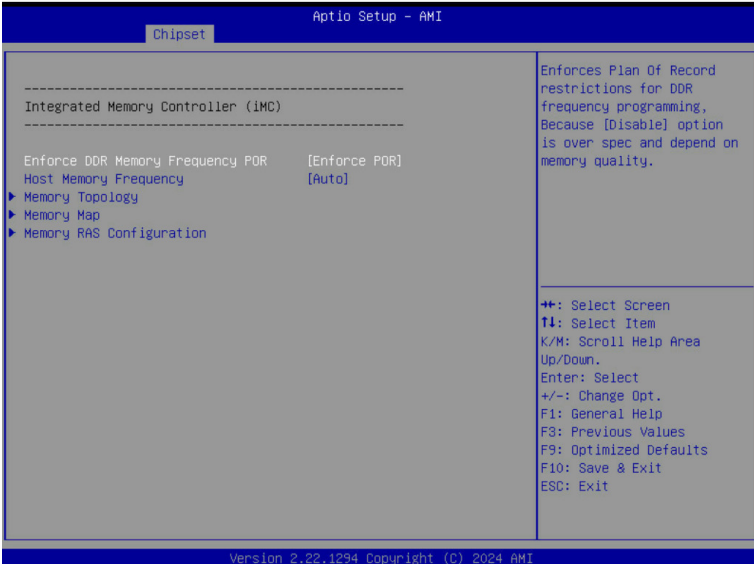 Aptio Setup - AMI
Chipset
------------------------------------------------
Integrated Memory Controller (iMC)
------------------------------------------------
Enforce DDR Memory Frequency POR [Enforce POR]
Host Memory Frequency [Auto]
Memory Topology
Memory Map
Memory RAS Configuration
Enforces Plan Of Record
restrictions for DDR
frequency programming,
Because [Disable] option
is over spec and depend on
memory quality.
→←: Select Screen
↑↓: Select Item
K/M: Scroll Help Area
Up/Down.
Enter: Select
+/-: Change Opt.
F1: General Help
F3: Previous Values
F9: Optimized Defaults
F10: Save & Exit
ESC: Exit
Version 2.22.1294 Copyright (C) 2024 AMI